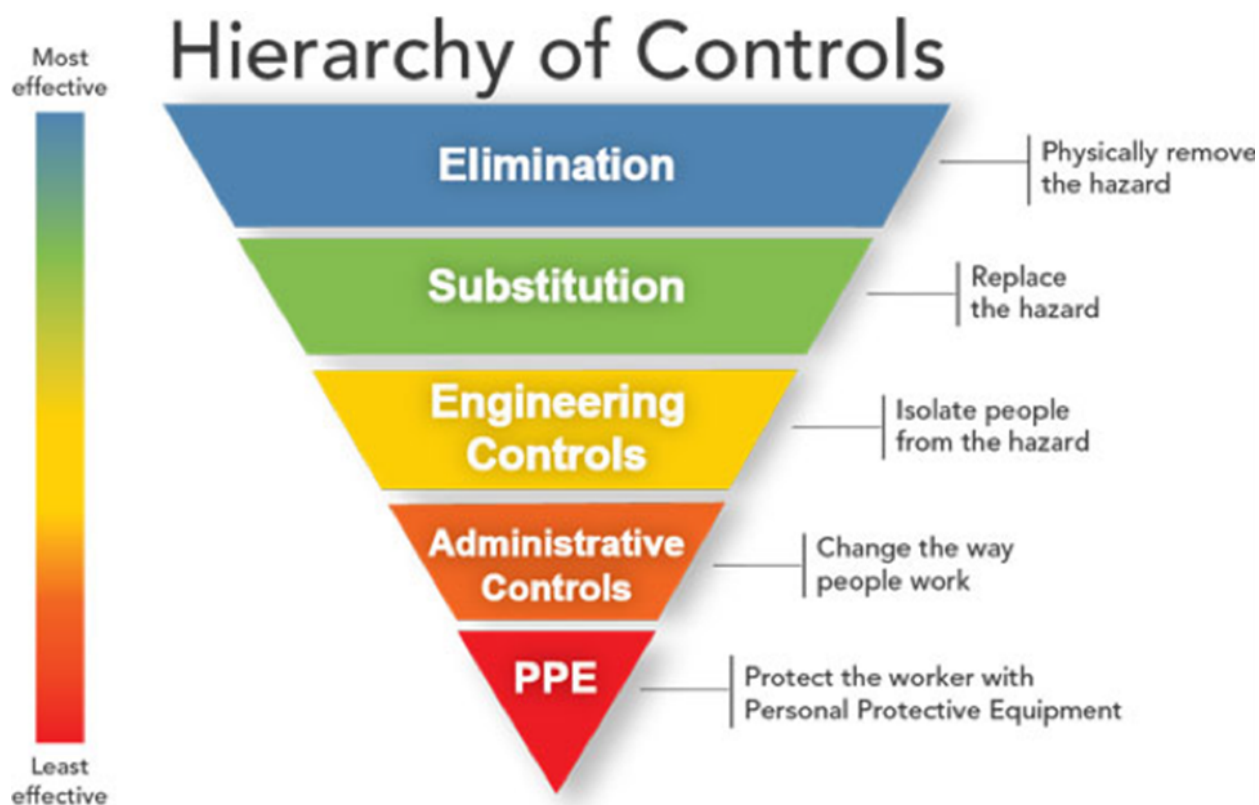 Hierarchy of Controls
Most
effective
Elimination
Physically remove
the hazard
Substitution
Replace
the hazard
Engineering
Controls
Isolate people
from the hazard
Administrative
Controls
Change the way
people work
PPE
Protect the worker with
Personal Protective Equipment
Least
effective